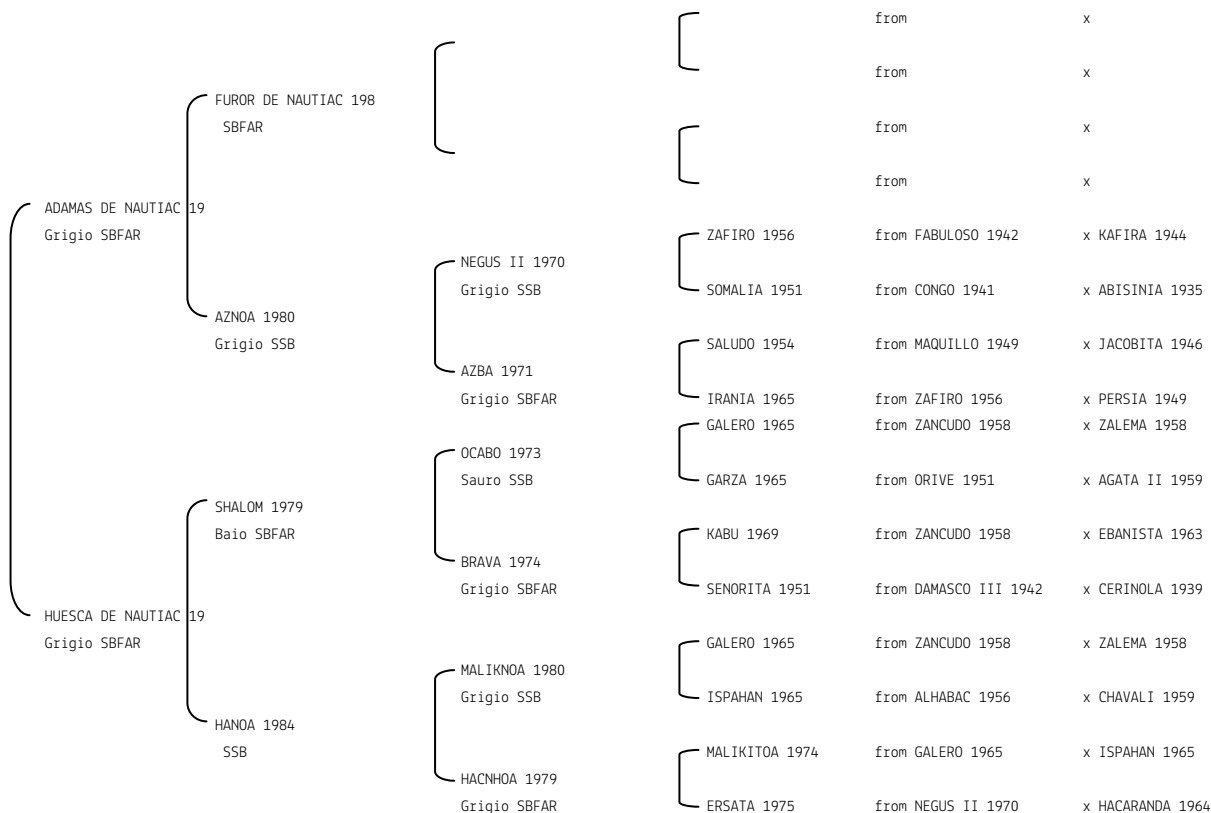 from x
from x
FUROR DE NAUTIAC 198
SBFAR
from x
from x
ADAMAS DE NAUTIAC 19
Grigio SBFAR
ZAFIRO 1956 from FABULOSO 1942 x KAFIRA 1944
NEGUS II 1970
Grigio SSB
SOMALIA 1951 from CONGO 1941 x ABISINIA 1935
AZNOA 1980
Grigio SSB
SALUDO 1954 from MAQUILLO 1949 x JACOBITA 1946
AZBA 1971
Grigio SBFAR
IRANIA 1965 from ZAFIRO 1956 x PERSIA 1949
GALERO 1965 from ZANCUDO 1958 x ZALEMA 1958
OCABO 1973
Sauro SSB
GARZA 1965 from ORIVE 1951 x AGATA II 1959
SHALOM 1979
Baio SBFAR
KABU 1969 from ZANCUDO 1958 x EBANISTA 1963
BRAVA 1974
Grigio SBFAR
SENORITA 1951 from DAMASCO III 1942 x CERINOLA 1939
HUESCA DE NAUTIAC 19
Grigio SBFAR
GALERO 1965 from ZANCUDO 1958 x ZALEMA 1958
MALIKNOA 1980
Grigio SSB
ISPAHAN 1965 from ALHABAC 1956 x CHAVALI 1959
HANOA 1984
SSB
MALIKITOA 1974 from GALERO 1965 x ISPAHAN 1965
HACNHOA 1979
Grigio SBFAR
ERSATA 1975 from NEGUS II 1970 x HACARANDA 1964